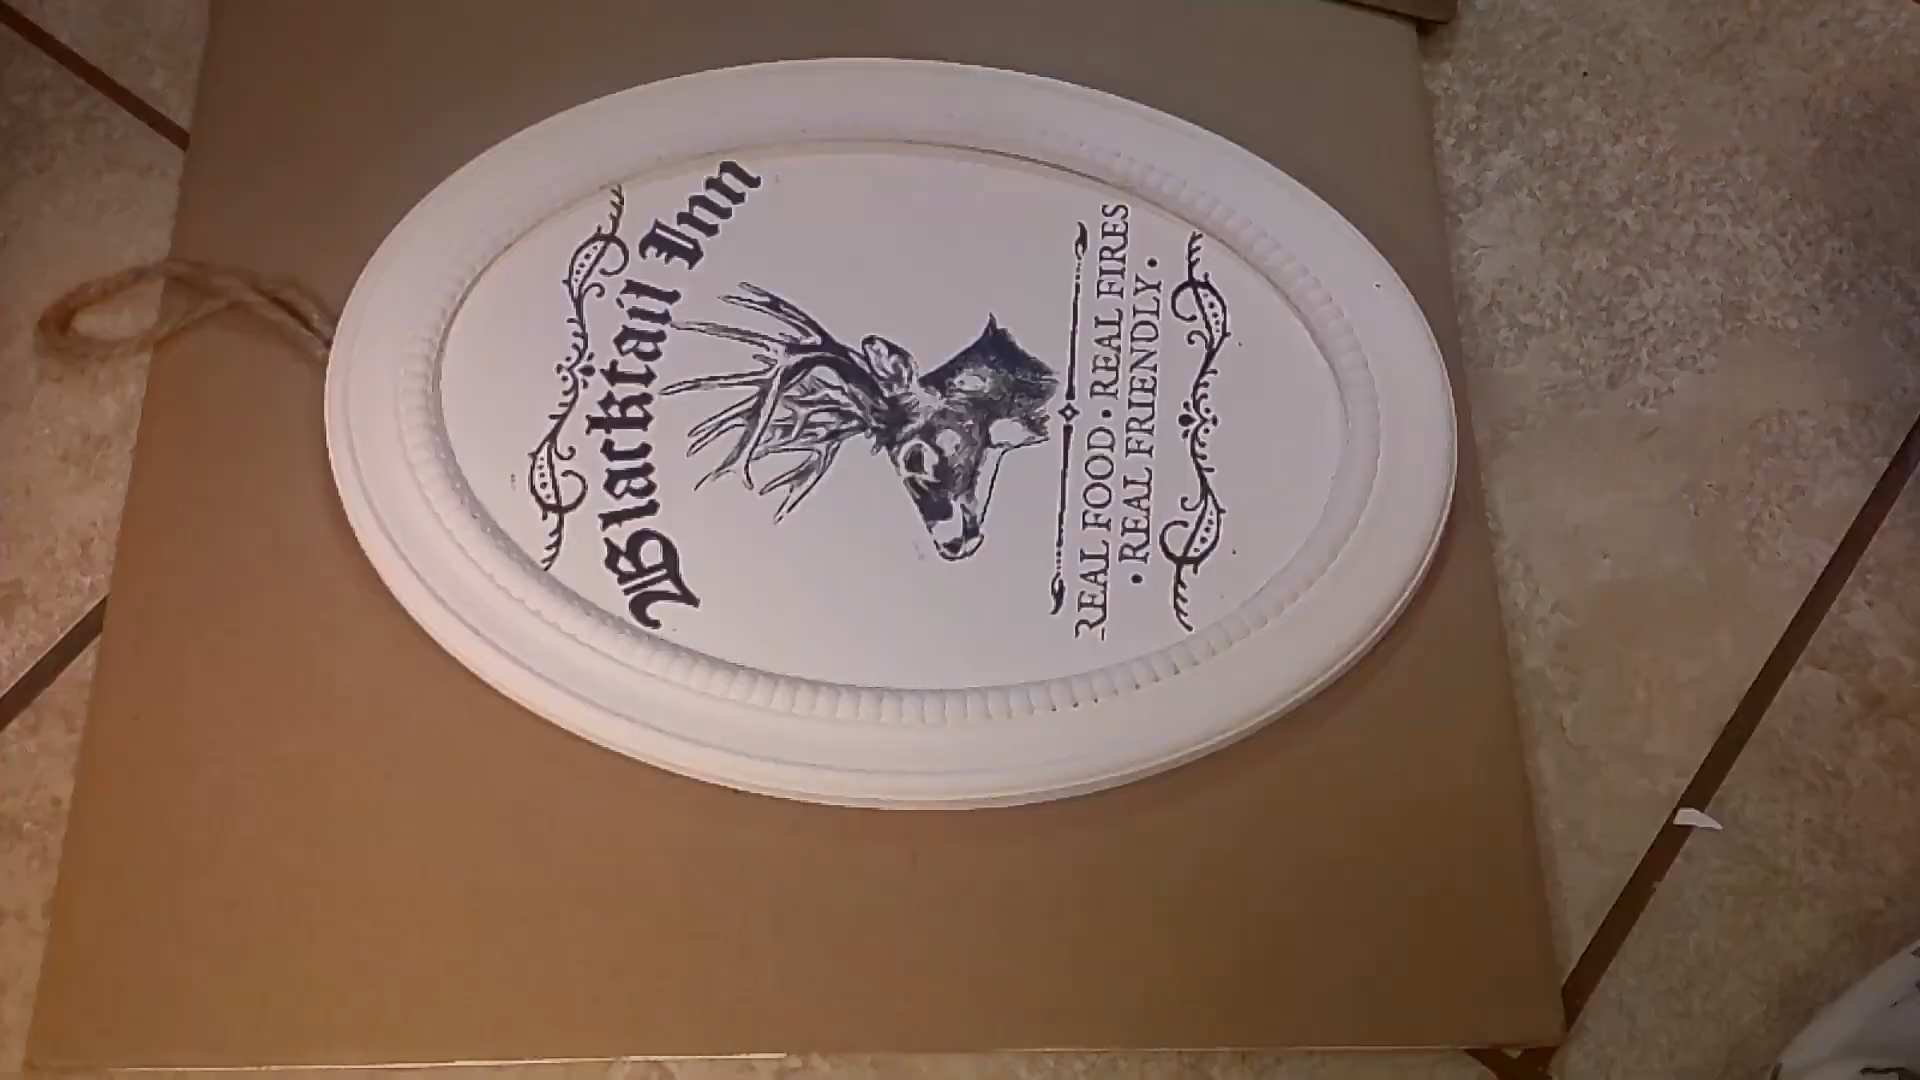 Blacktail Inn
REAL FOOD • REAL FIRES
• REAL FRIENDLY •